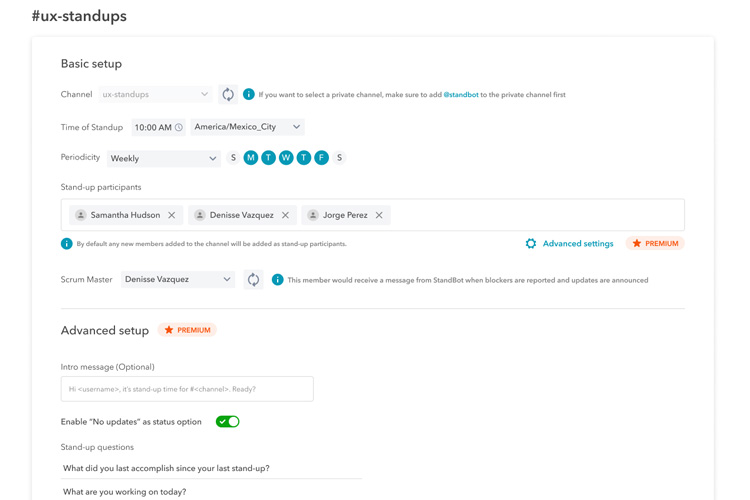 #ux-standups
Basic setup
Channel ux-standups If you want to select a private channel, make sure to add @standbot to the private channel first
Time of Standup 10:00 AM America/Mexico_City
Periodicity Weekly S M T W T F S
Stand-up participants
Samantha Hudson Denisse Vazquez Jorge Perez
By default any new members added to the channel will be added as stand-up participants. Advanced settings PREMIUM
Scrum Master Denisse Vazquez This member would receive a message from StandBot when blockers are reported and updates are announced
Advanced setup PREMIUM
Intro message (Optional)
Hi <username>, it's stand-up time for #<channel>. Ready?
Enable "No updates" as status option
Stand-up questions
What did you last accomplish since your last stand-up?
What are you working on today?